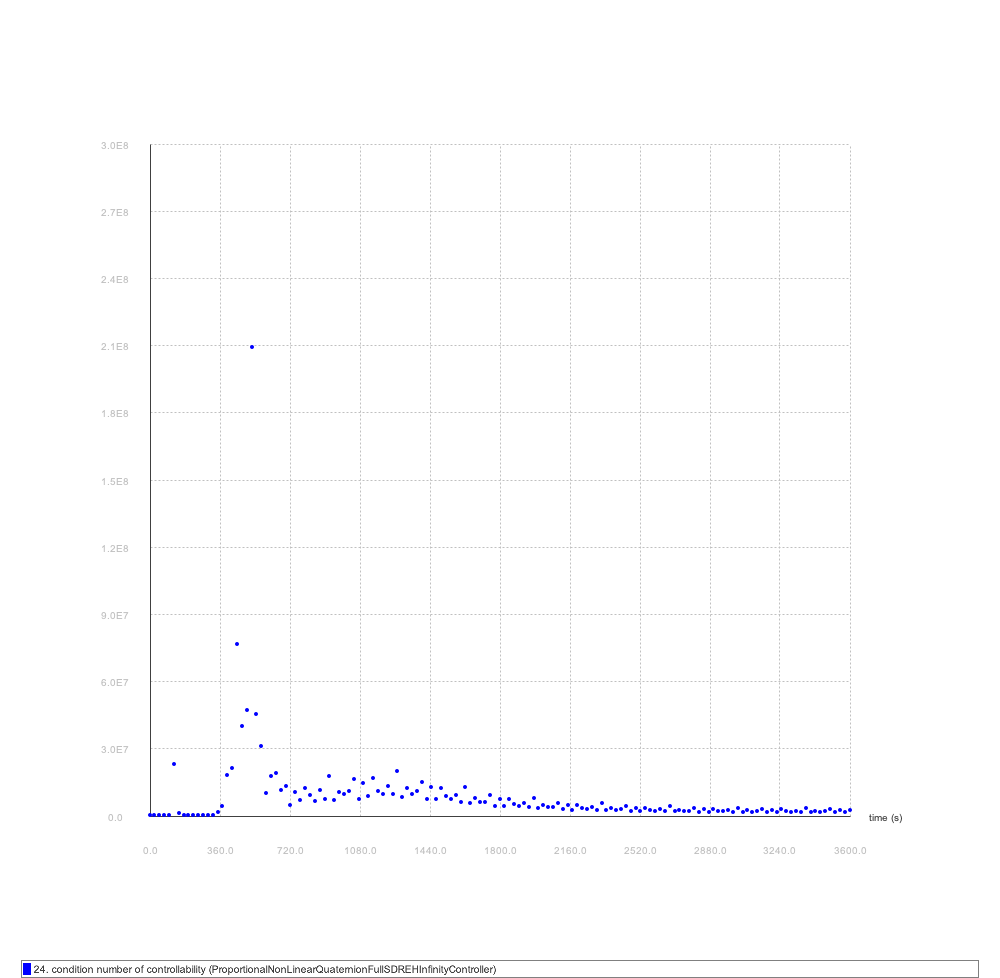 3.0E8
2.7E8
2.4E8
2.1E8
1.8E8
1.5E8
1.2E8
9.0E7
6.0E7
3.0E7
0.0
time (s)
0.0 360.0 720.0 1080.0 1440.0 1800.0 2160.0 2520.0 2880.0 3240.0 3600.0
24. condition number of controllability (ProportionalNonLinearQuaternionFullSDREHInfinityController)